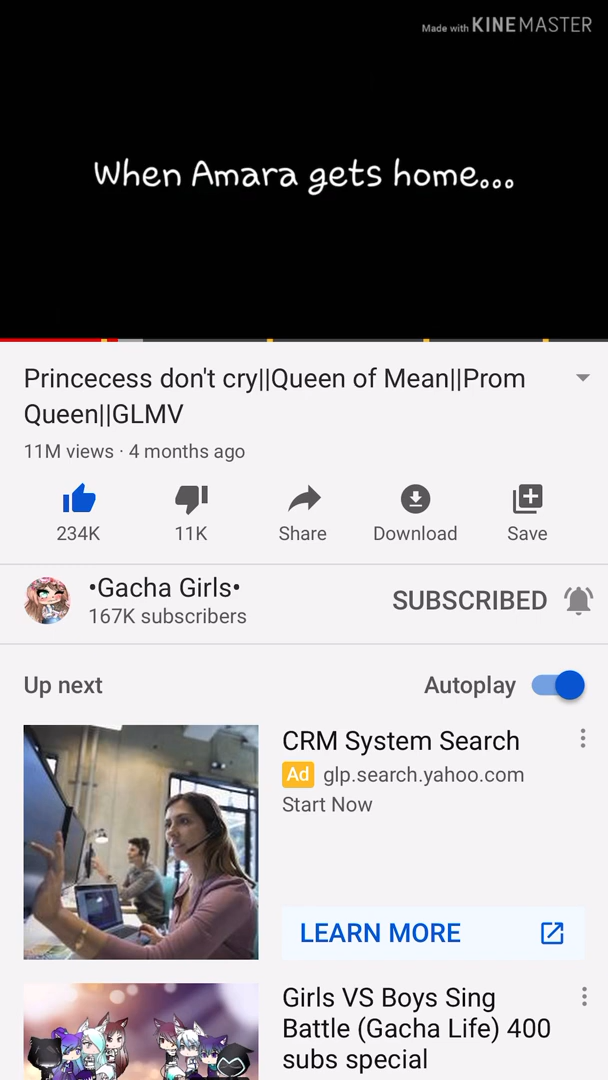 Made with KINEMASTER
When Amara gets home...
Princecess don't cry||Queen of Mean||Prom
Queen||GLMV
11M views · 4 months ago
234K
11K
Share
Download
Save
•Gacha Girls•
167K subscribers
SUBSCRIBED
Up next
Autoplay
CRM System Search
Ad glp.search.yahoo.com
Start Now
LEARN MORE
Girls VS Boys Sing
Battle (Gacha Life) 400
subs special